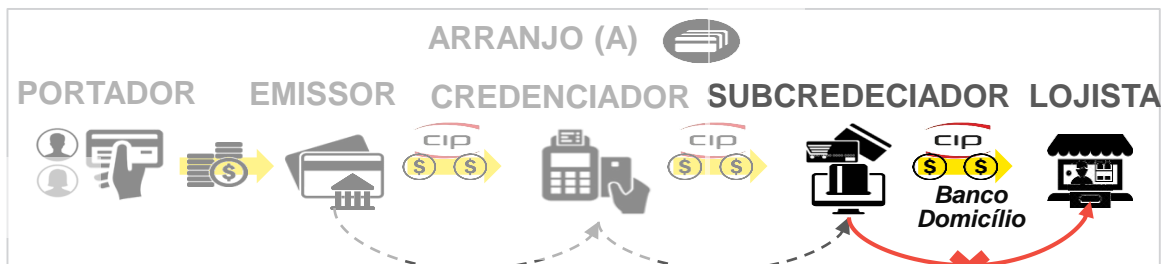 ARRANJO (A)
PORTADOR EMISSOR CREDENCIADOR SUBCREDECIADOR LOJISTA
CIP CIP CIP
$ $ $ $ $ $ $
Banco
Domicílio